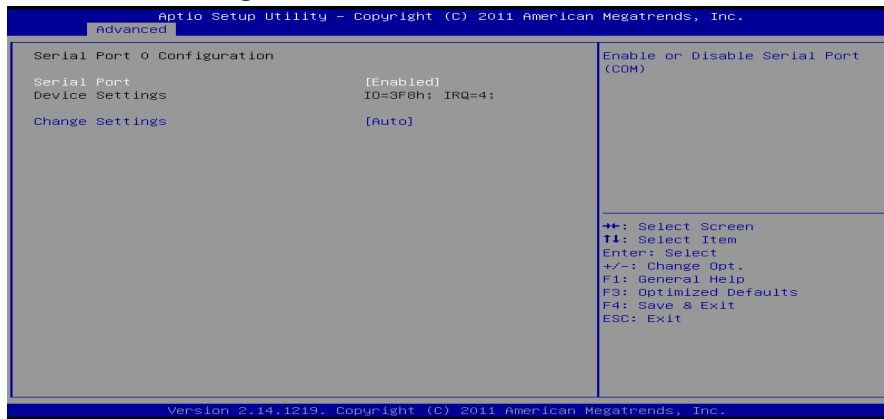 Aptio Setup Utility – Copyright (C) 2011 American Megatrends, Inc.
Advanced
Serial Port 0 Configuration
Serial Port [Enabled]
Device Settings IO=3F8h; IRQ=4;
Change Settings [Auto]
Enable or Disable Serial Port
(COM)
→←: Select Screen
↑↓: Select Item
Enter: Select
+/-: Change Opt.
F1: General Help
F3: Optimized Defaults
F4: Save & Exit
ESC: Exit
Version 2.14.1219. Copyright (C) 2011 American Megatrends, Inc.